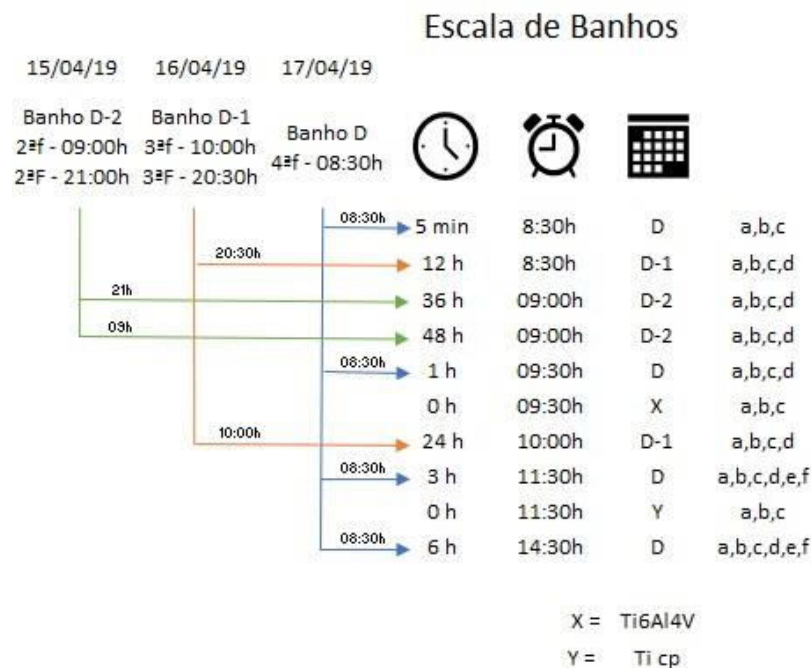 Escala de Banhos
15/04/19 16/04/19 17/04/19
Banho D-2
2ªf - 09:00h
2ªF - 21:00h
Banho D-1
3ªf - 10:00h
3ªF - 20:30h
Banho D
4ªf - 08:30h
08:30h 5 min 8:30h D a,b,c
20:30h 12 h 8:30h D-1 a,b,c,d
21h 36 h 09:00h D-2 a,b,c,d
09h 48 h 09:00h D-2 a,b,c,d
08:30h 1 h 09:30h D a,b,c,d
0 h 09:30h X a,b,c
10:00h 24 h 10:00h D-1 a,b,c,d
08:30h 3 h 11:30h D a,b,c,d,e,f
0 h 11:30h Y a,b,c
08:30h 6 h 14:30h D a,b,c,d,e,f
X = Ti6Al4V
Y = Ti cp